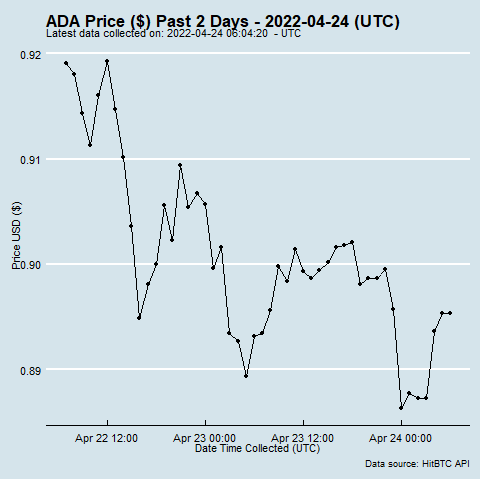 ADA Price ($) Past 2 Days - 2022-04-24 (UTC)
Latest data collected on: 2022-04-24 06:04:20 - UTC
0.92
0.91
0.90
0.89
Price USD ($)
Apr 22 12:00
Apr 23 00:00
Apr 23 12:00
Apr 24 00:00
Date Time Collected (UTC)
Data source: HitBTC API